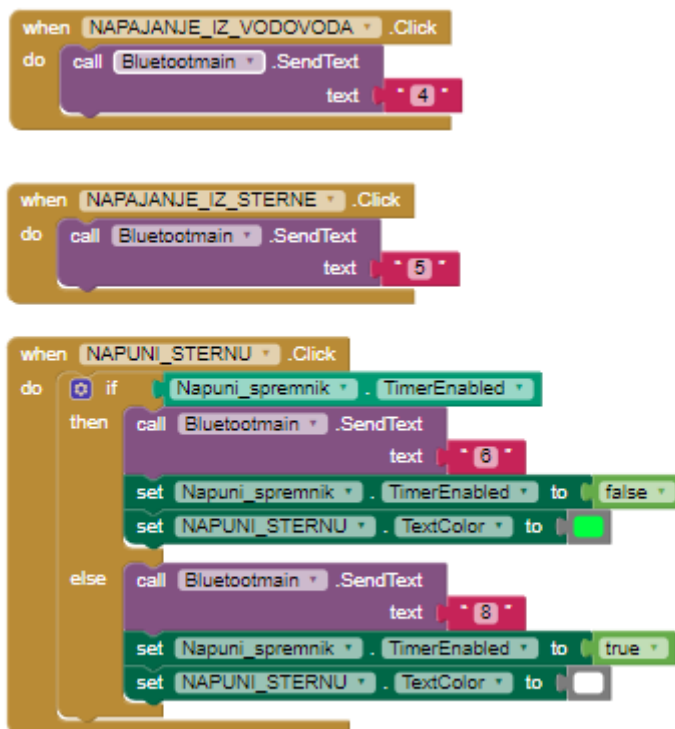 when NAPAJANJE_IZ_VODOVODA .Click
do call Bluetootmain .SendText
text " 4 "
when NAPAJANJE_IZ_STERNE .Click
do call Bluetootmain .SendText
text " 5 "
when NAPUNI_STERNU .Click
do if Napuni_spremnik . TimerEnabled
then call Bluetootmain .SendText
text " 6 "
set Napuni_spremnik . TimerEnabled to false
set NAPUNI_STERNU . TextColor to
else call Bluetootmain .SendText
text " 8 "
set Napuni_spremnik . TimerEnabled to true
set NAPUNI_STERNU . TextColor to